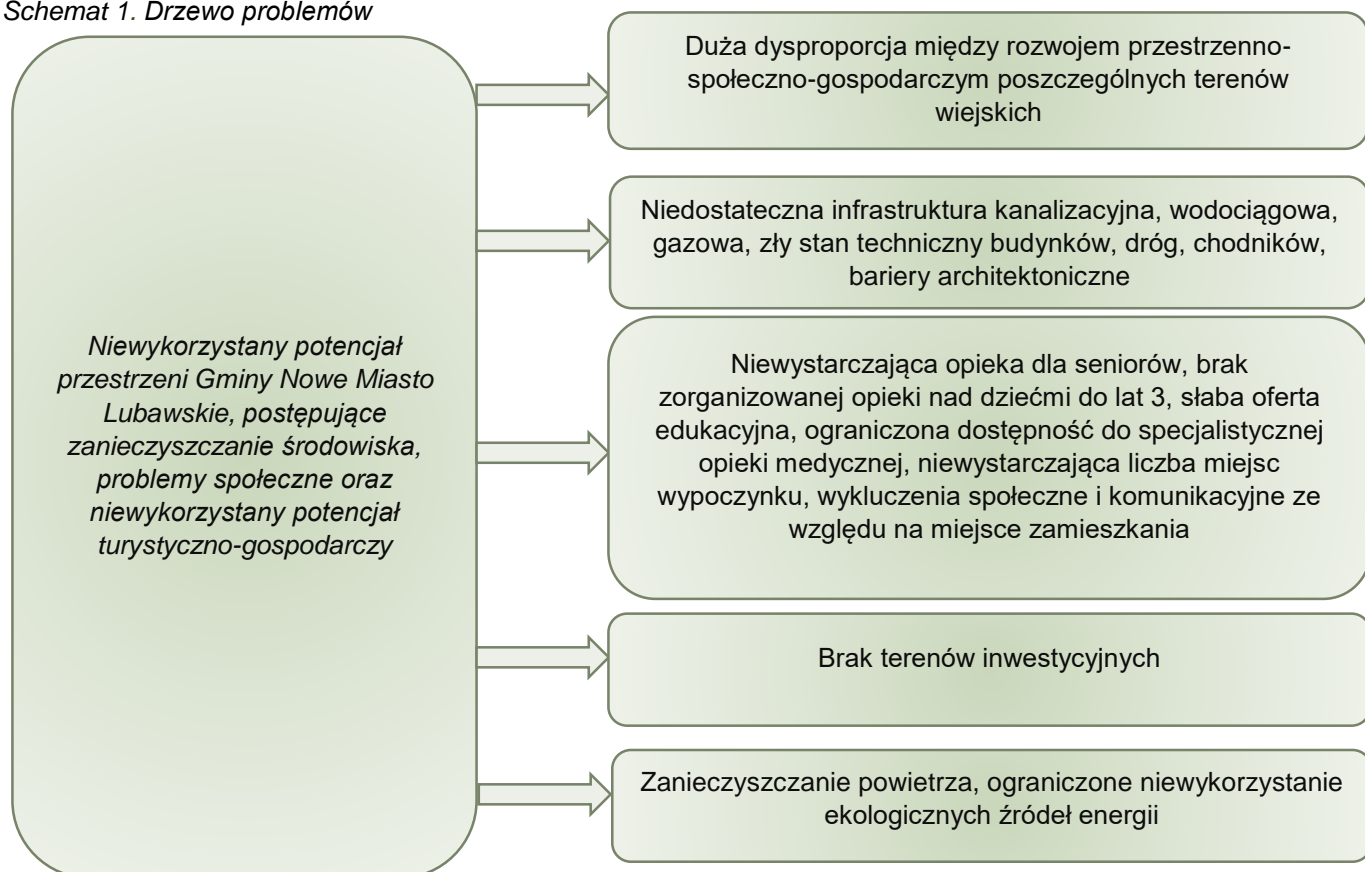 Schemat 1. Drzewo problemów
Niewykorzystany potencjał
przestrzeni Gminy Nowe Miasto
Lubawskie, postępujące
zanieczyszczanie środowiska,
problemy społeczne oraz
niewykorzystany potencjał
turystyczno-gospodarczy
Duża dysproporcja między rozwojem przestrzenno-
społeczno-gospodarczym poszczególnych terenów
wiejskich
Niedostateczna infrastruktura kanalizacyjna, wodociągowa,
gazowa, zły stan techniczny budynków, dróg, chodników,
bariery architektoniczne
Niewystarczająca opieka dla seniorów, brak
zorganizowanej opieki nad dziećmi do lat 3, słaba oferta
edukacyjna, ograniczona dostępność do specjalistycznej
opieki medycznej, niewystarczająca liczba miejsc
wypoczynku, wykluczenia społeczne i komunikacyjne ze
względu na miejsce zamieszkania
Brak terenów inwestycyjnych
Zanieczyszczanie powietrza, ograniczone niewykorzystanie
ekologicznych źródeł energii